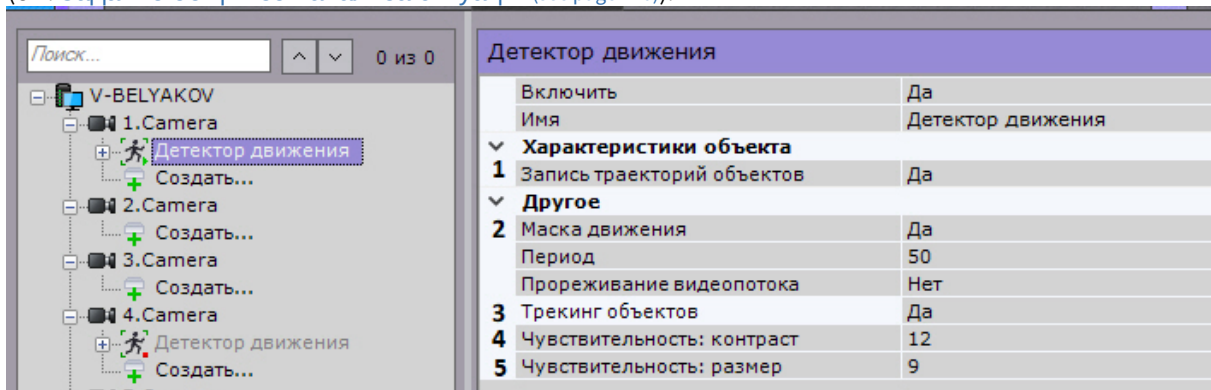 Поиск...
0 из 0
V-BELYAKOV
1.Camera
Детектор движения
Создать...
2.Camera
Создать...
3.Camera
Создать...
4.Camera
Детектор движения
Создать...
Детектор движения
Включить Да
Имя Детектор движения
Характеристики объекта
1 Запись траекторий объектов Да
Другое
2 Маска движения Да
Период 50
Прореживание видеопотока Нет
3 Трекинг объектов Да
4 Чувствительность: контраст 12
5 Чувствительность: размер 9